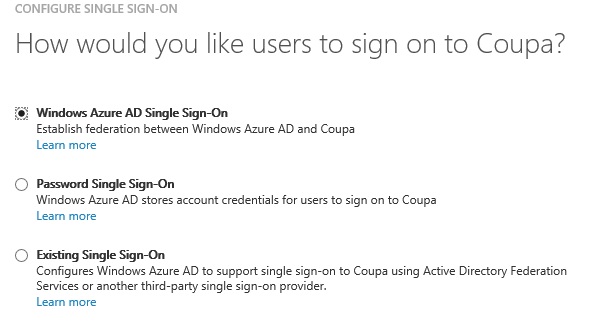 CONFIGURE SINGLE SIGN-ON
How would you like users to sign on to Coupa?
Windows Azure AD Single Sign-On
Establish federation between Windows Azure AD and Coupa
Learn more
Password Single Sign-On
Windows Azure AD stores account credentials for users to sign on to Coupa
Learn more
Existing Single Sign-On
Configures Windows Azure AD to support single sign-on to Coupa using Active Directory Federation
Services or another third-party single sign-on provider.
Learn more